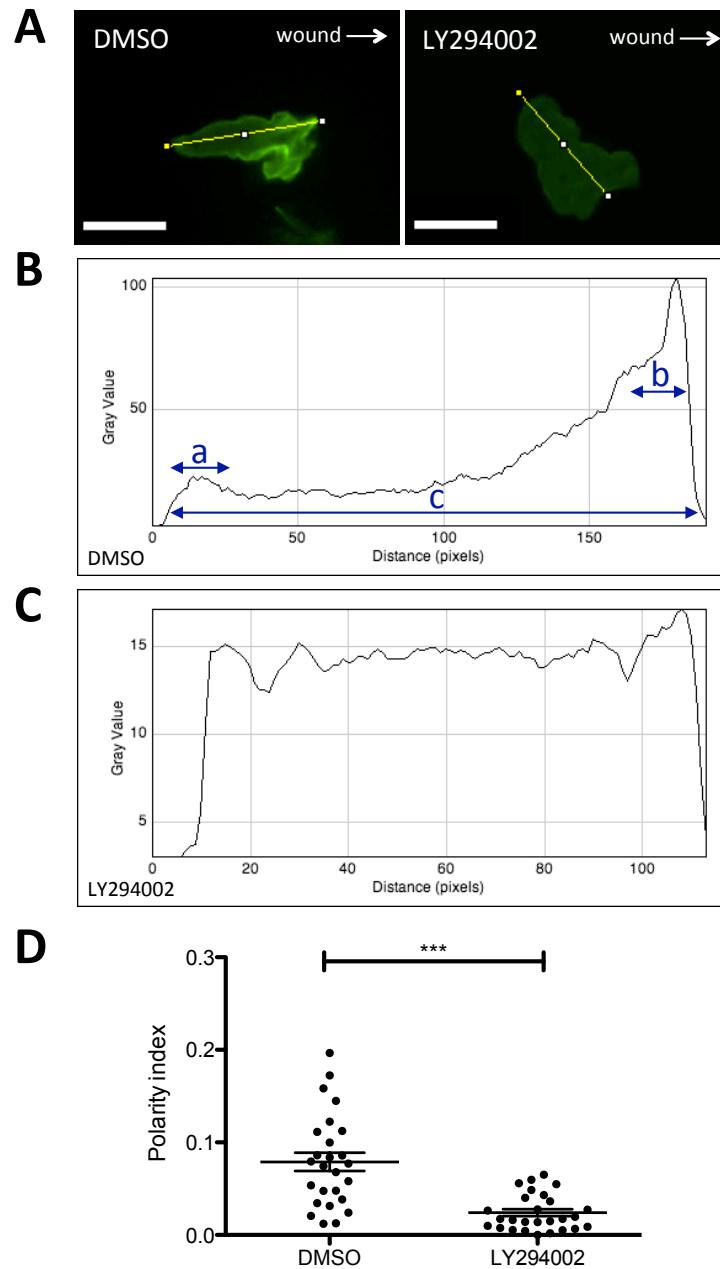 A
DMSO
wound →
LY294002
wound →
B
100
50
Gray Value
a
b
c
0
50
100
150
Distance (pixels)
DMSO
C
15
10
5
Gray Value
0
20
40
60
80
100
Distance (pixels)
LY294002
D
***
0.3
0.2
0.1
0.0
Polarity index
DMSO
LY294002